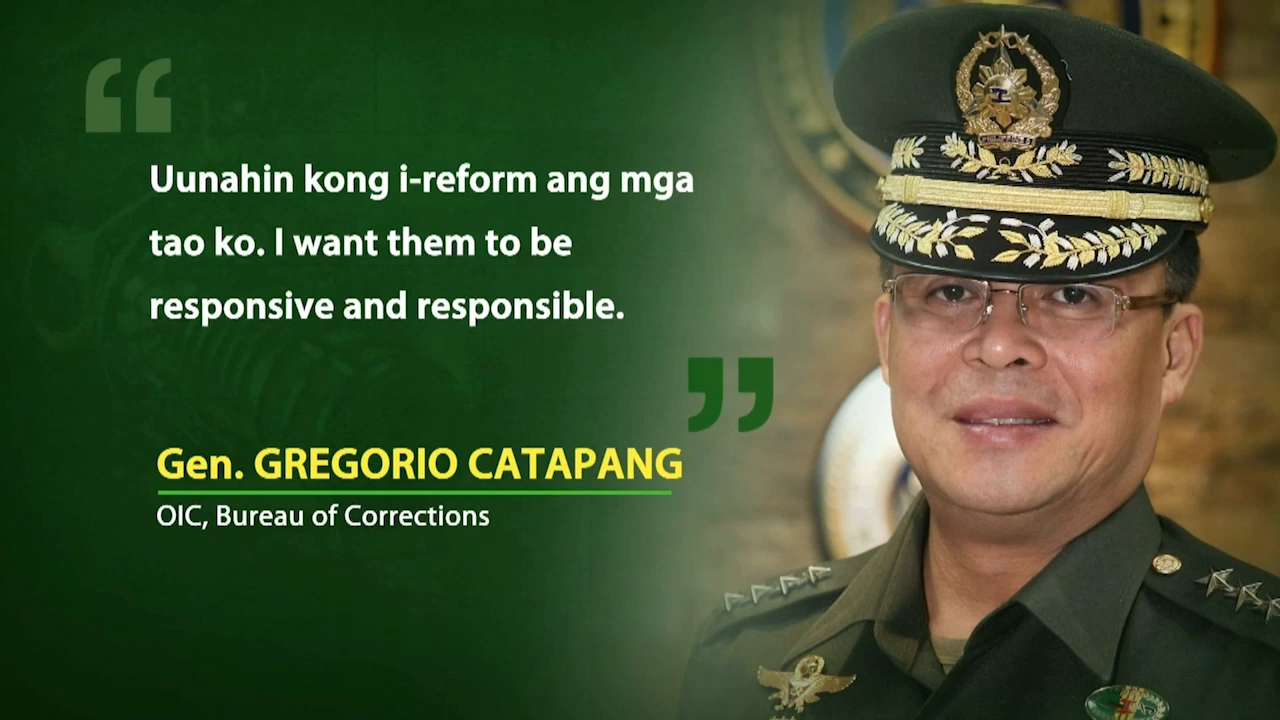 “
Uunahin kong i-reform ang mga
tao ko. I want them to be
responsive and responsible.
”
Gen. GREGORIO CATAPANG
OIC, Bureau of Corrections